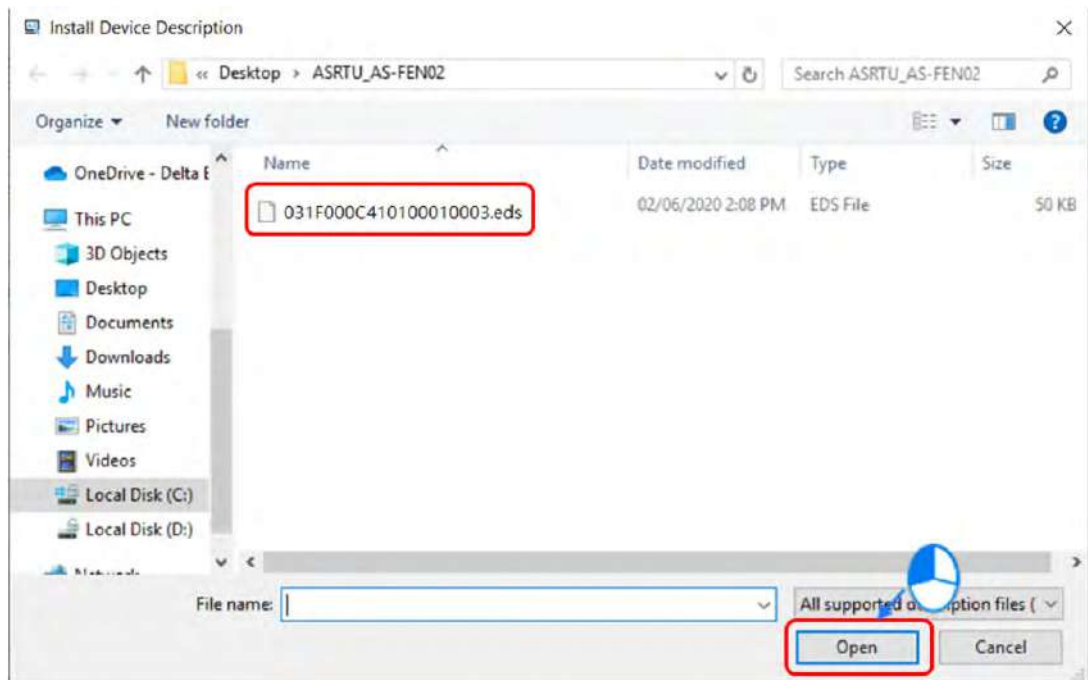 Install Device Description
« Desktop > ASRTU_AS-FEN02
Search ASRTU_AS-FEN02
Organize
New folder
Name
Date modified
Type
Size
031F000C410100010003.eds
02/06/2020 2:08 PM
EDS File
50 KB
OneDrive - Delta E
This PC
3D Objects
Desktop
Documents
Downloads
Music
Pictures
Videos
Local Disk (C:)
Local Disk (D:)
File name:
All supported files (
Open
Cancel